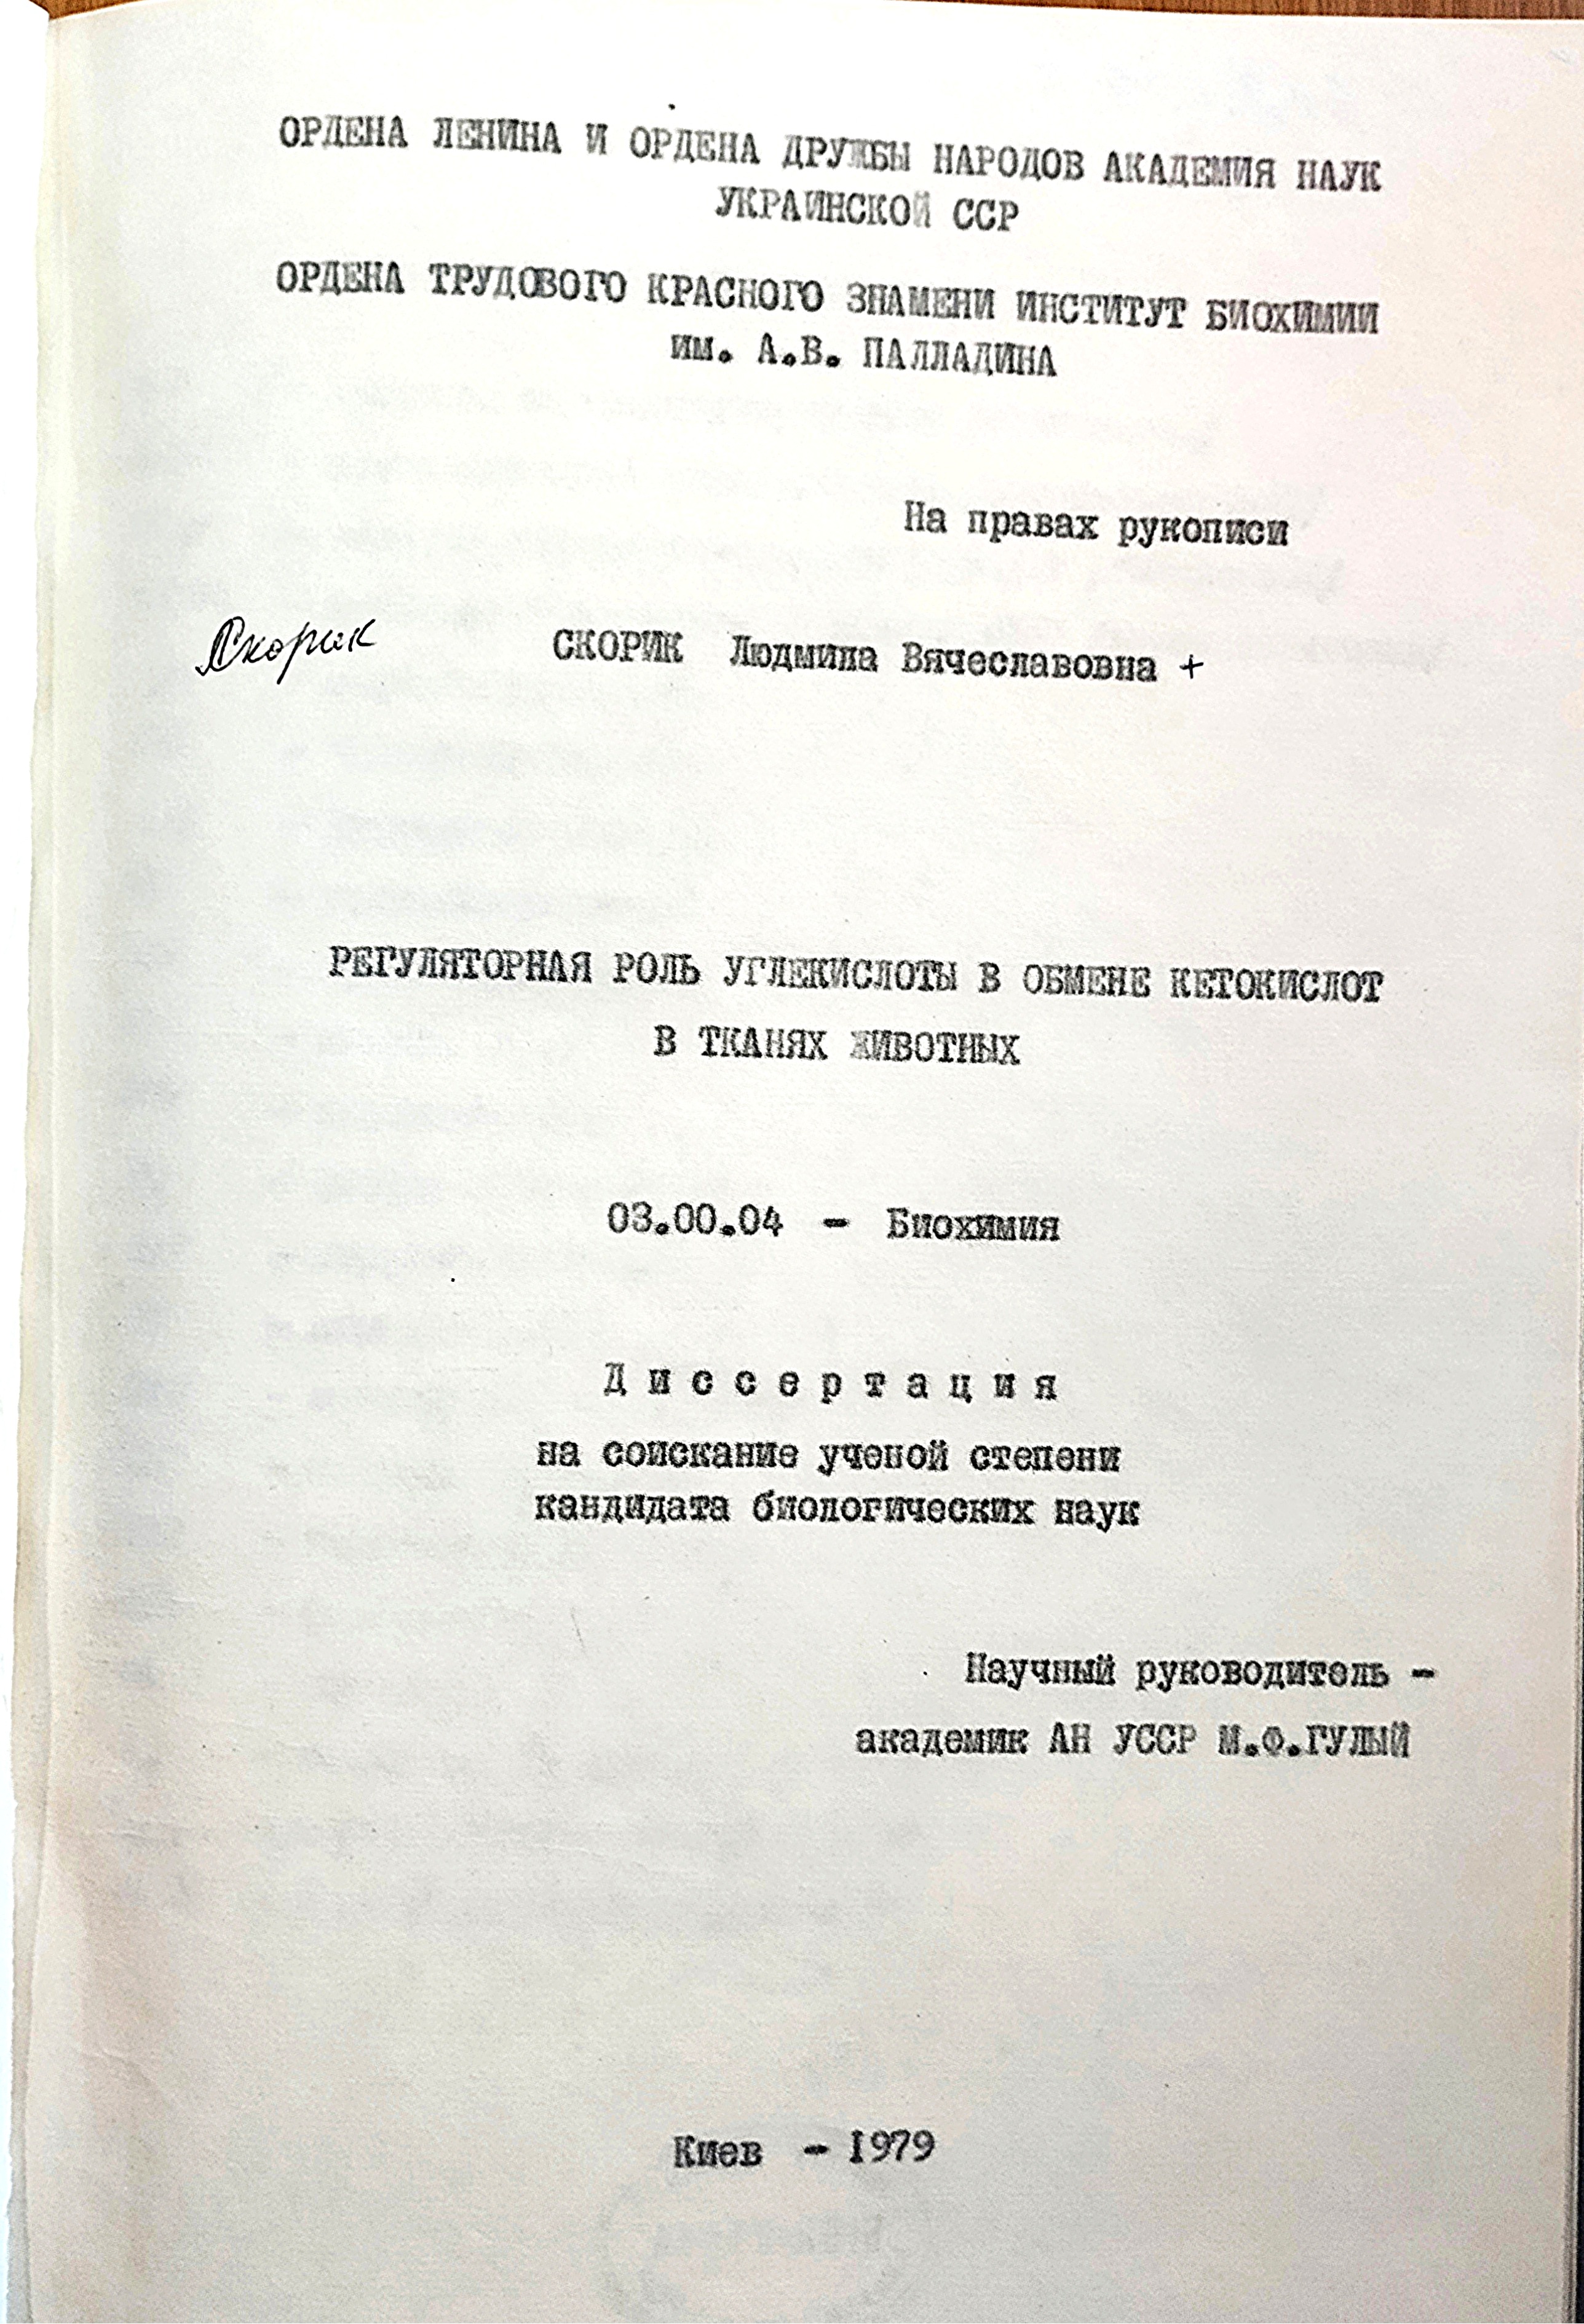 ОРДЕНА ЛЕНИНА И ОРДЕНА ДРУЖБЫ НАРОДОВ АКАДЕМИЯ НАУК
УКРАИНСКОЙ ССР
ОРДЕНА ТРУДОВОГО КРАСНОГО ЗНАМЕНИ ИНСТИТУТ БИОХИМИИ
им. А.В. ПАЛЛАДИНА
На правах рукописи
Скорик СКОРИК Людмила Вячеславовна +
РЕГУЛЯТОРНАЯ РОЛЬ УГЛЕКИСЛОТЫ В ОБМЕНЕ КЕТОКИСЛОТ
В ТКАНЯХ ЖИВОТНЫХ
03.00.04 - Биохимия
Диссертация
на соискание ученой степени
кандидата биологических наук
Научный руководитель -
академик АН УССР М.Ф.ГУЛЫЙ
Киев - 1979